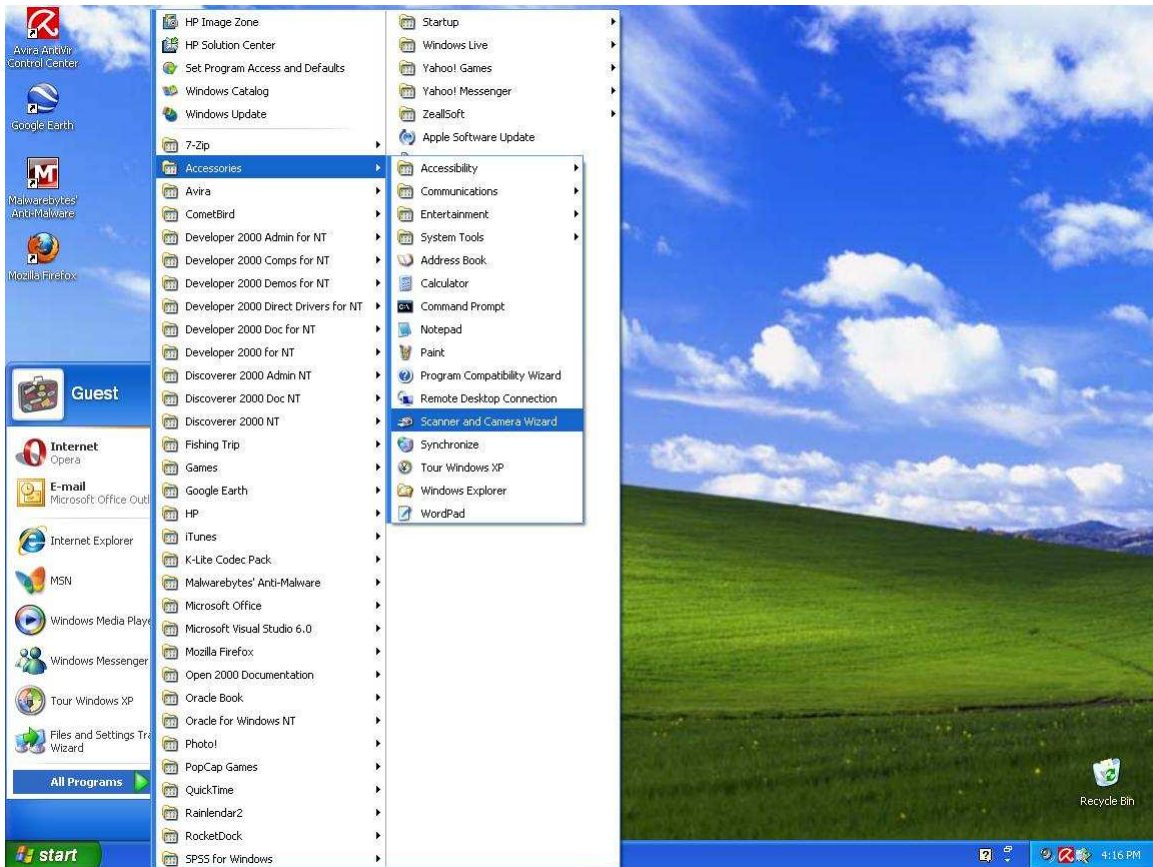 Avira AntiVir
Control Center
Google Earth
Malwarebytes'
Anti-Malware
Mozilla Firefox
Guest
Internet
Opera
E-mail
Microsoft Office Outl
Internet Explorer
MSN
Windows Media Playe
Windows Messenger
Tour Windows XP
Files and Settings Tra
Wizard
All Programs
start
HP Image Zone
HP Solution Center
Set Program Access and Defaults
Windows Catalog
Windows Update
7-Zip
Accessories
Avira
CometBird
Developer 2000 Admin for NT
Developer 2000 Comps for NT
Developer 2000 Demos for NT
Developer 2000 Direct Drivers for NT
Developer 2000 Doc for NT
Developer 2000 for NT
Discoverer 2000 Admin NT
Discoverer 2000 Doc NT
Discoverer 2000 NT
Fishing Trip
Games
Google Earth
HP
iTunes
K-Lite Codec Pack
Malwarebytes' Anti-Malware
Microsoft Office
Microsoft Visual Studio 6.0
Mozilla Firefox
Open 2000 Documentation
Oracle Book
Oracle for Windows NT
Photo!
PopCap Games
QuickTime
Rainlendar2
RocketDock
SPSS for Windows
Startup
Windows Live
Yahoo! Games
Yahoo! Messenger
ZeallSoft
Apple Software Update
Accessibility
Communications
Entertainment
System Tools
Address Book
Calculator
Command Prompt
Notepad
Paint
Program Compatibility Wizard
Remote Desktop Connection
Scanner and Camera Wizard
Synchronize
Tour Windows XP
Windows Explorer
WordPad
Recycle Bin
4:16 PM